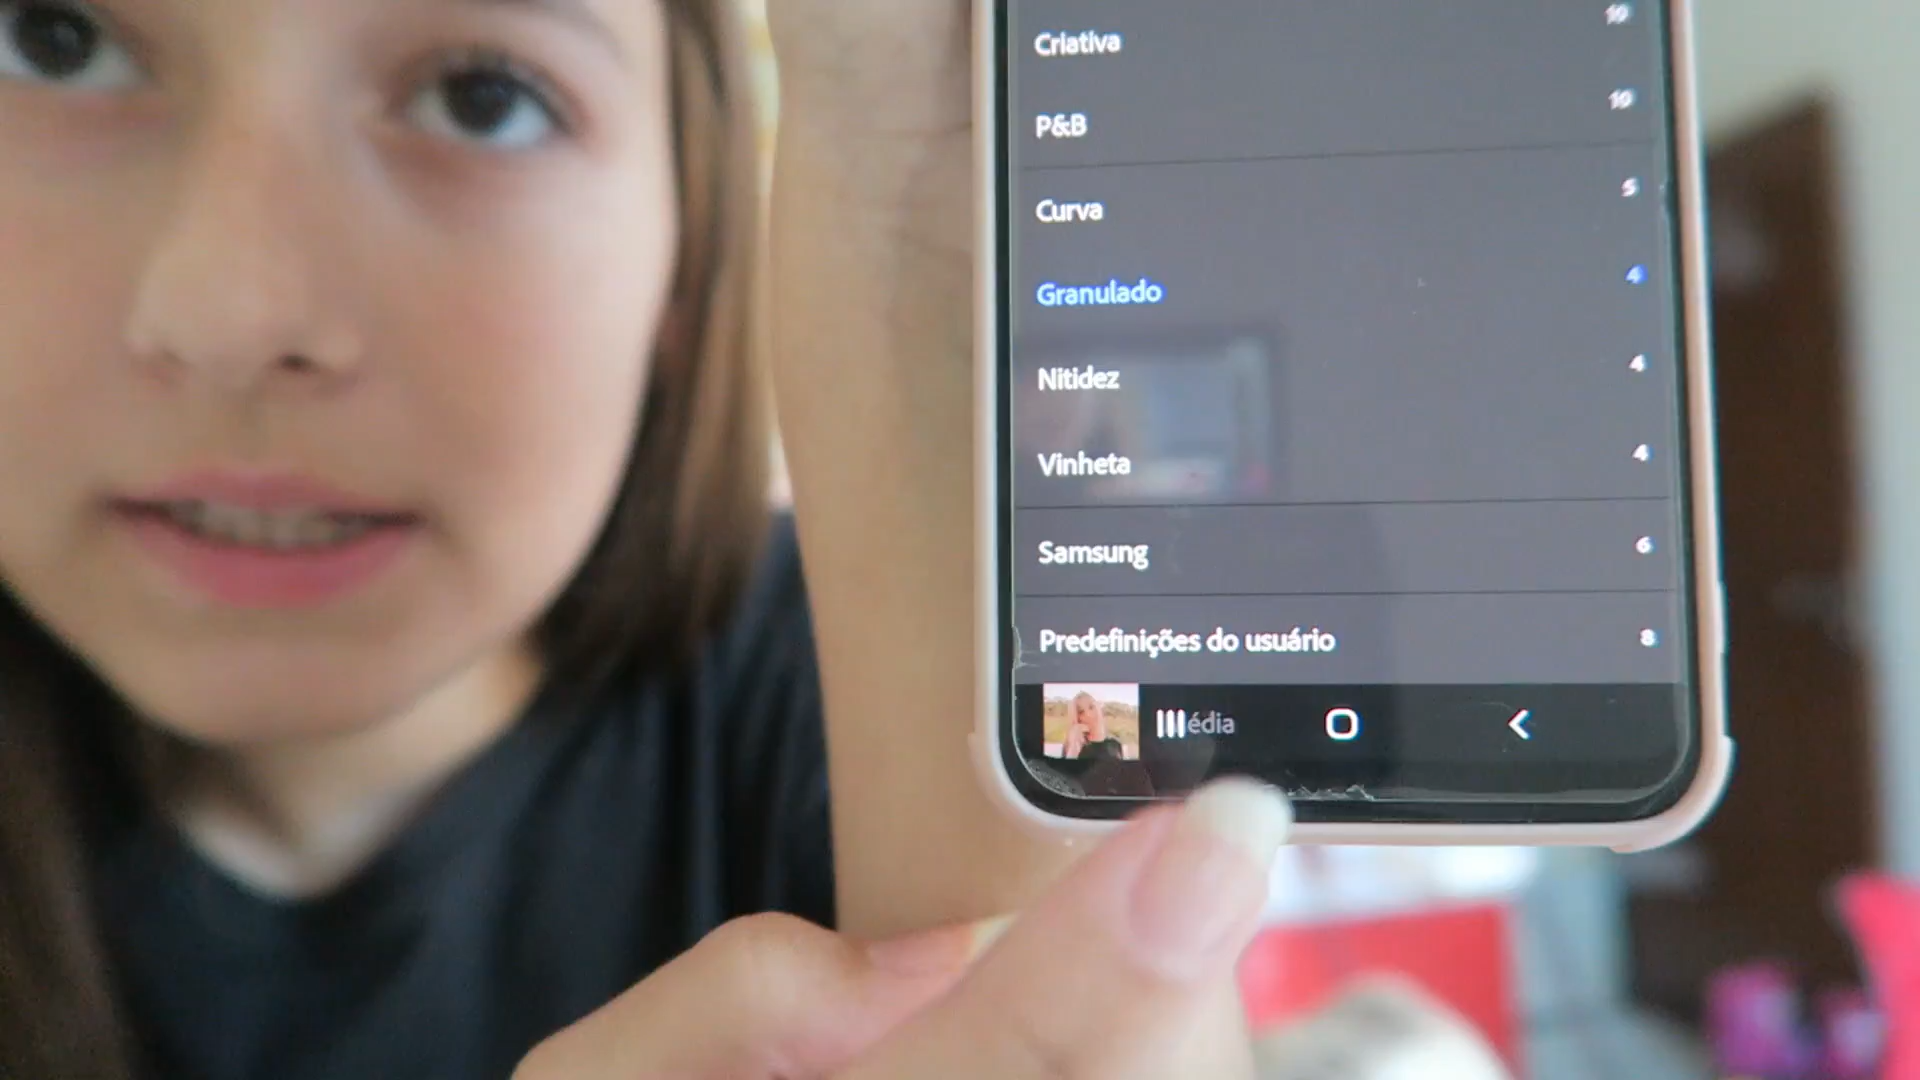 Criativa 10
P&B 10
Curva 5
Granulado 4
Nitidez 4
Vinheta 4
Samsung 6
Predefinições do usuário 8
édia